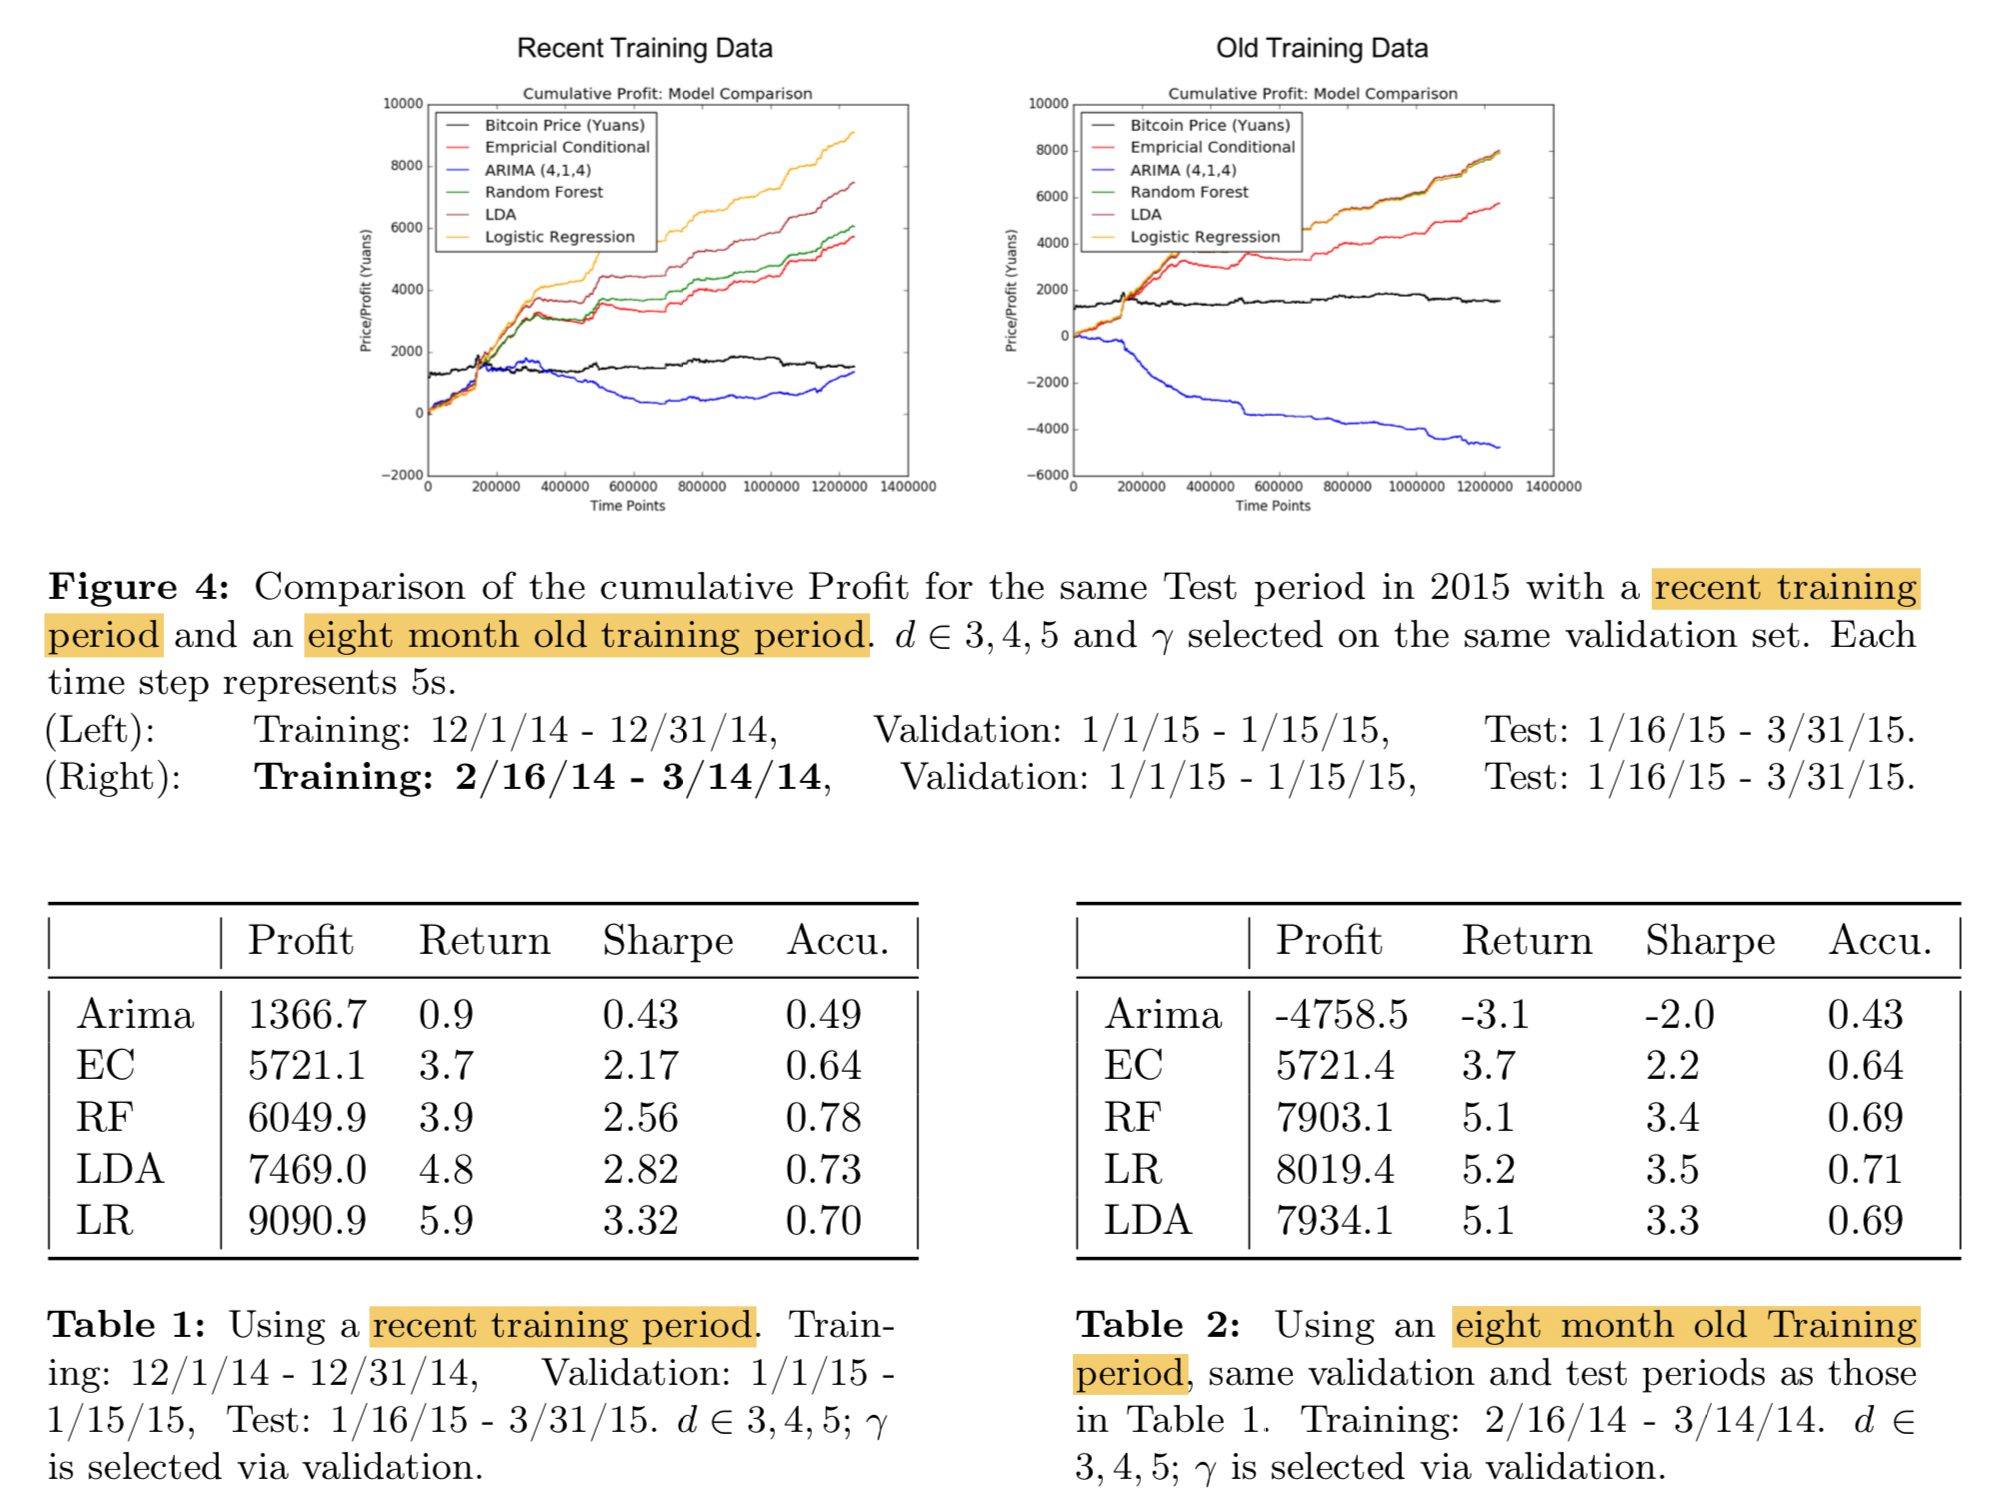 Recent Training Data
Cumulative Profit: Model Comparison
10000
8000
6000
4000
2000
0
−2000
Price/Profit (Yuans)
Bitcoin Price (Yuans)
Empricial Conditional
ARIMA (4,1,4)
Random Forest
LDA
Logistic Regression
0 200000 400000 600000 800000 1000000 1200000 1400000
Time Points
Old Training Data
Cumulative Profit: Model Comparison
10000
8000
6000
4000
2000
0
−2000
−4000
−6000
Price/Profit (Yuans)
Bitcoin Price (Yuans)
Empricial Conditional
ARIMA (4,1,4)
Random Forest
LDA
Logistic Regression
0 200000 400000 600000 800000 1000000 1200000 1400000
Time Points
Figure 4: Comparison of the cumulative Profit for the same Test period in 2015 with a recent training
period and an eight month old training period. d ∈ 3, 4, 5 and γ selected on the same validation set. Each
time step represents 5s.
(Left): Training: 12/1/14 - 12/31/14, Validation: 1/1/15 - 1/15/15, Test: 1/16/15 - 3/31/15.
(Right): Training: 2/16/14 - 3/14/14, Validation: 1/1/15 - 1/15/15, Test: 1/16/15 - 3/31/15.
Profit Return Sharpe Accu.
Arima 1366.7 0.9 0.43 0.49
EC 5721.1 3.7 2.17 0.64
RF 6049.9 3.9 2.56 0.78
LDA 7469.0 4.8 2.82 0.73
LR 9090.9 5.9 3.32 0.70
Table 1: Using a recent training period. Train-
ing: 12/1/14 - 12/31/14, Validation: 1/1/15 -
1/15/15, Test: 1/16/15 - 3/31/15. d ∈ 3, 4, 5; γ
is selected via validation.
Profit Return Sharpe Accu.
Arima -4758.5 -3.1 -2.0 0.43
EC 5721.4 3.7 2.2 0.64
RF 7903.1 5.1 3.4 0.69
LR 8019.4 5.2 3.5 0.71
LDA 7934.1 5.1 3.3 0.69
Table 2: Using an eight month old Training
period, same validation and test periods as those
in Table 1. Training: 2/16/14 - 3/14/14. d ∈
3, 4, 5; γ is selected via validation.